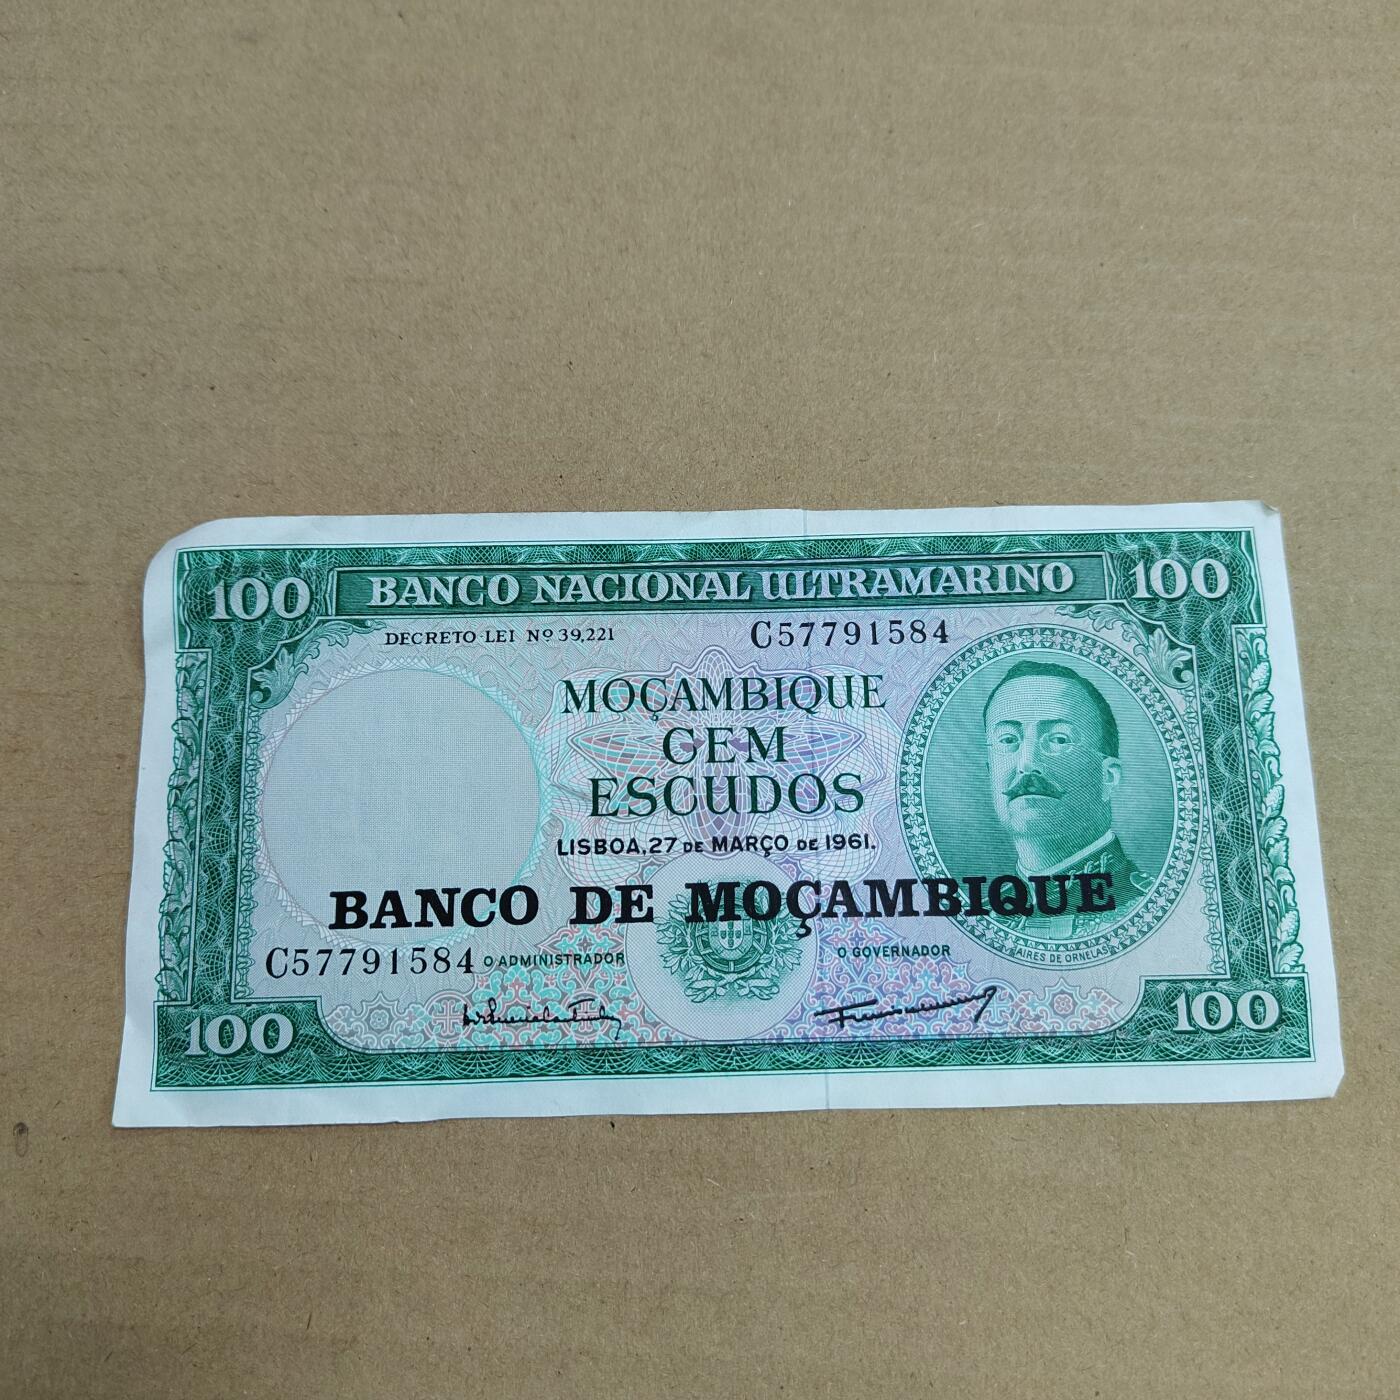 100 BANCO NACIONAL ULTRAMARINO 100
DECRETO-LEI Nº 39,221 C57791584
MOÇAMBIQUE
CEM
ESCUDOS
LISBOA, 27 DE MARÇO DE 1961.
BANCO DE MOÇAMBIQUE
C57791584 O ADMINISTRADOR O GOVERNADOR AIRES DE ORNELAS
100 100